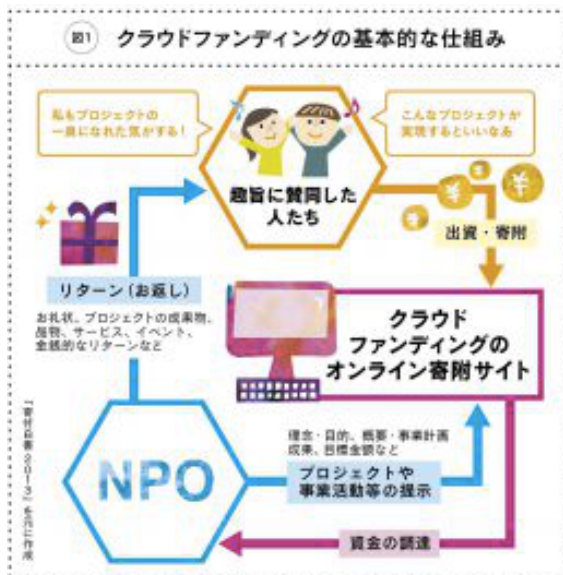 図1 クラウドファンディングの基本的な仕組み
私もプロジェクトの
一員になれた気がする!
こんなプロジェクトが
実現するといいなあ
趣旨に賛同した
人たち
出資・寄附
リターン(お返し)
お礼状、プロジェクトの成果物、
品物、サービス、イベント、
金銭的なリターンなど
クラウド
ファンディングの
オンライン寄附サイト
理念・目的、概要・事業計画
成果、目標金額など
NPO
プロジェクトや
事業活動等の提示
資金の調達
「寄付白書2013」を元に作成